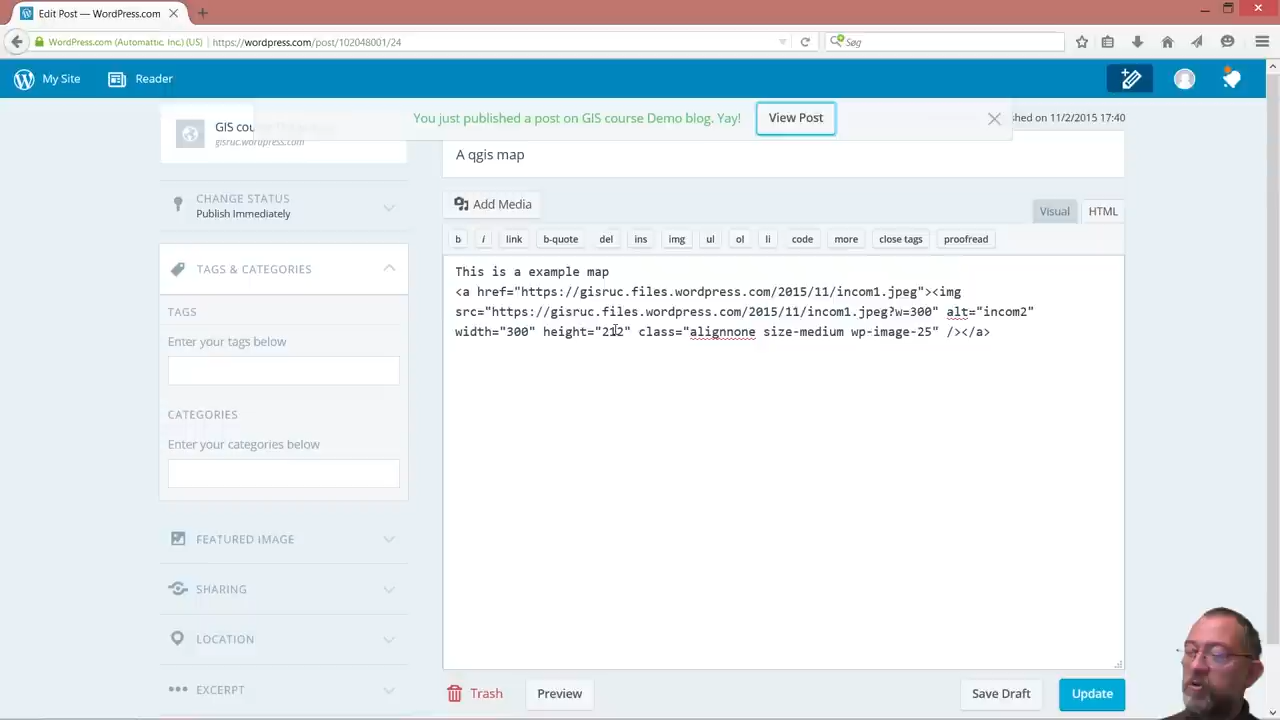 Edit Post — WordPress.com
WordPress.com (Automattic, Inc.) (US)
https://wordpress.com/post/102048001/24
Søg
My Site
Reader
GIS cou
gisruc.wordpress.com
You just published a post on GIS course Demo blog. Yay!
View Post
shed on 11/2/2015 17:40
A qgis map
CHANGE STATUS
Publish Immediately
Add Media
Visual
HTML
b
i
link
b-quote
del
ins
img
ul
ol
li
code
more
close tags
proofread
TAGS & CATEGORIES
TAGS
Enter your tags below
CATEGORIES
Enter your categories below
This is a example map
<a href="https://gisruc.files.wordpress.com/2015/11/incom1.jpeg"><img
src="https://gisruc.files.wordpress.com/2015/11/incom1.jpeg?w=300" alt="incom2"
width="300" height="212" class="alignnone size-medium wp-image-25" /></a>
FEATURED IMAGE
SHARING
LOCATION
EXCERPT
Trash
Preview
Save Draft
Update